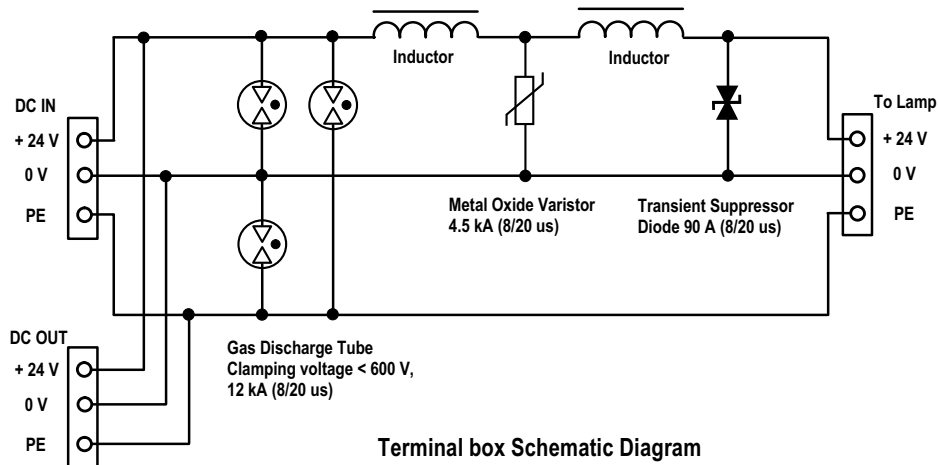 Inductor
Inductor
DC IN
+ 24 V
0 V
PE
To Lamp
+ 24 V
0 V
PE
Metal Oxide Varistor
4.5 kA (8/20 us)
Transient Suppressor
Diode 90 A (8/20 us)
DC OUT
+ 24 V
0 V
PE
Gas Discharge Tube
Clamping voltage < 600 V,
12 kA (8/20 us)
Terminal box Schematic Diagram